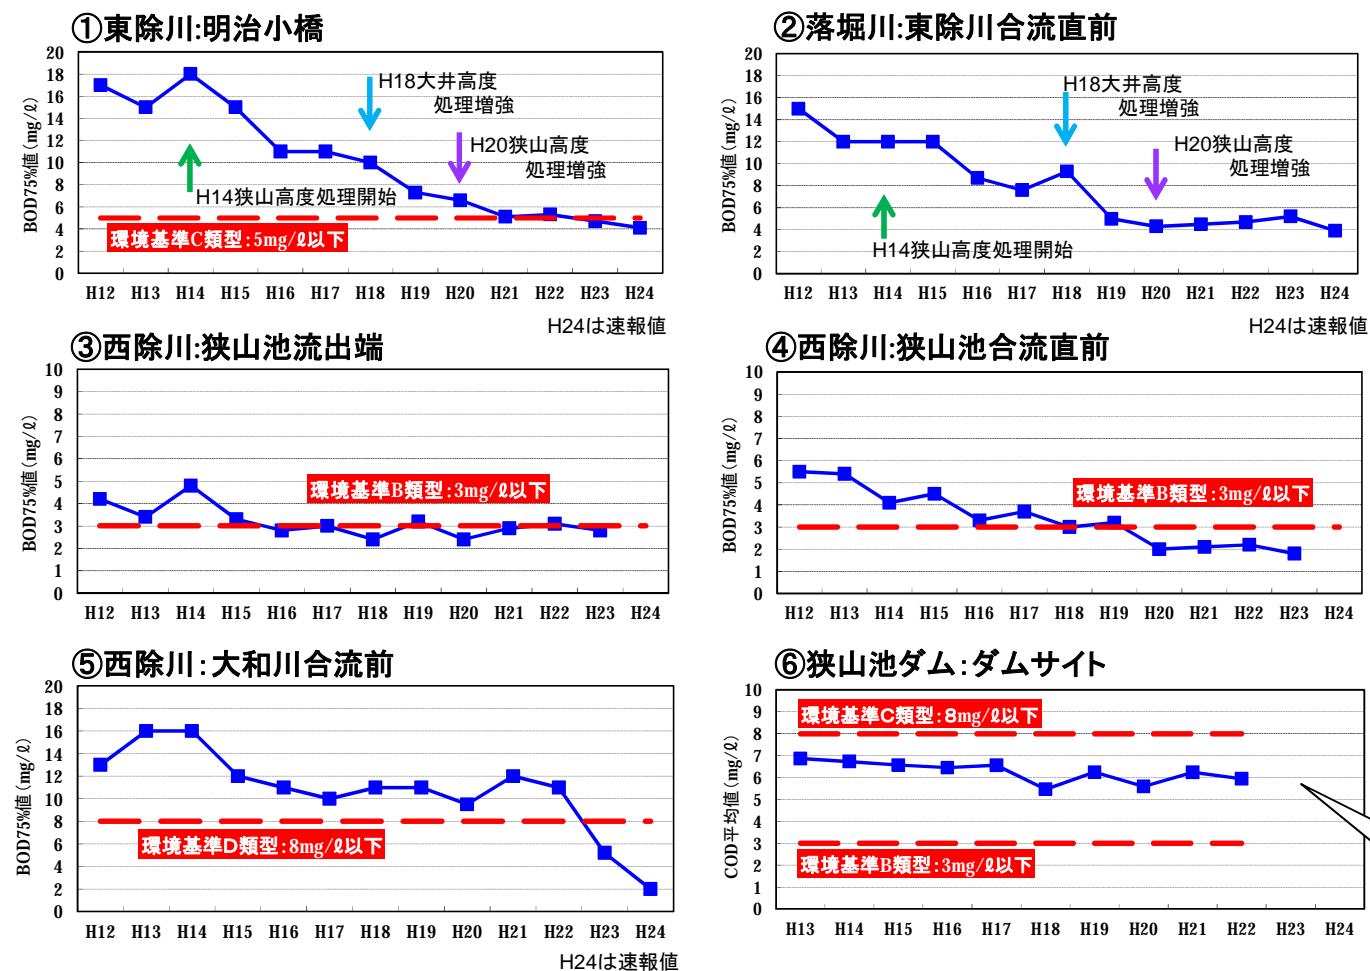 ①東除川:明治小橋
BOD75%値(mg/ℓ)
20
18
16
14
12
10
8
6
4
2
0
H18大井高度
処理増強
H20狭山高度
処理増強
H14狭山高度処理開始
環境基準C類型:5mg/ℓ以下
H12 H13 H14 H15 H16 H17 H18 H19 H20 H21 H22 H23 H24
H24は速報値
②落堀川:東除川合流直前
BOD75%値(mg/ℓ)
20
18
16
14
12
10
8
6
4
2
0
H18大井高度
処理増強
H20狭山高度
処理増強
H14狭山高度処理開始
H12 H13 H14 H15 H16 H17 H18 H19 H20 H21 H22 H23 H24
H24は速報値
③西除川:狭山池流出端
BOD75%値(mg/ℓ)
10
9
8
7
6
5
4
3
2
1
0
環境基準B類型:3mg/ℓ以下
H12 H13 H14 H15 H16 H17 H18 H19 H20 H21 H22 H23 H24
④西除川:狭山池合流直前
BOD75%値(mg/ℓ)
10
9
8
7
6
5
4
3
2
1
0
環境基準B類型:3mg/ℓ以下
H12 H13 H14 H15 H16 H17 H18 H19 H20 H21 H22 H23 H24
⑤西除川:大和川合流前
BOD75%値(mg/ℓ)
20
18
16
14
12
10
8
6
4
2
0
環境基準D類型:8mg/ℓ以下
H12 H13 H14 H15 H16 H17 H18 H19 H20 H21 H22 H23 H24
H24は速報値
⑥狭山池ダム:ダムサイト
COD平均値(mg/ℓ)
10
9
8
7
6
5
4
3
2
1
0
環境基準C類型:8mg/ℓ以下
環境基準B類型:3mg/ℓ以下
H13 H14 H15 H16 H17 H18 H19 H20 H21 H22 H23 H24